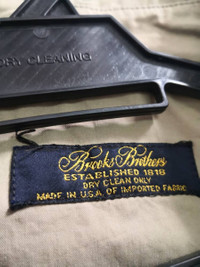 DRY CLEANING
Brooks Brothers
ESTABLISHED 1818
DRY CLEAN ONLY
MADE IN U.S.A. OF IMPORTED FABRIC